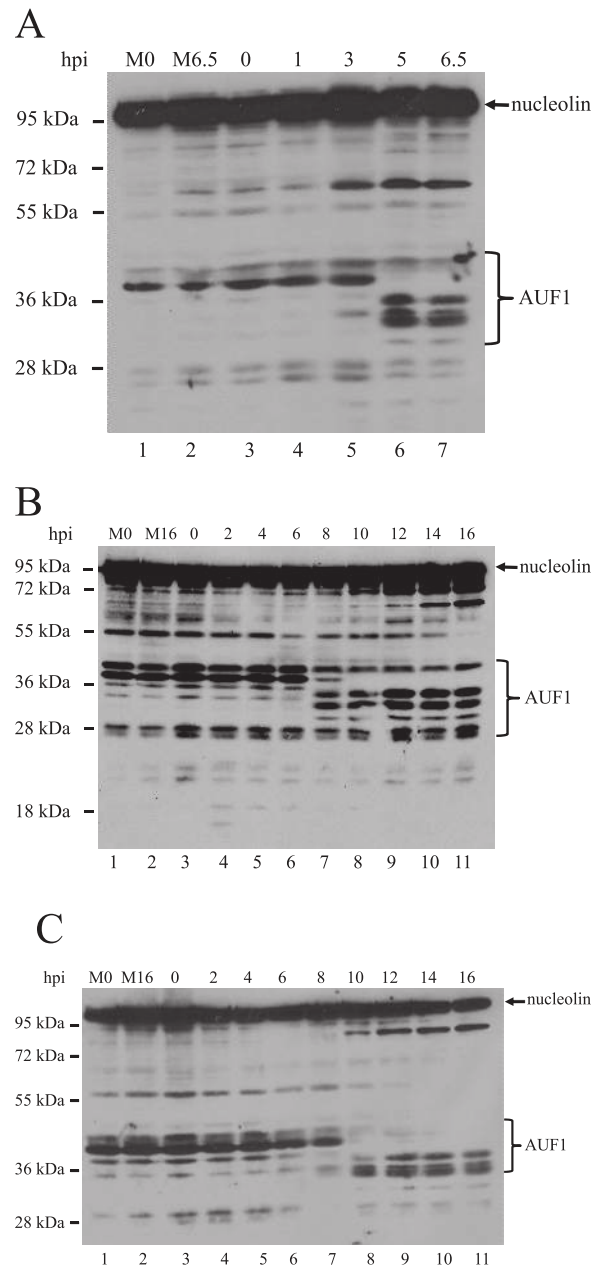 A
hpi M0 M6.5 0 1 3 5 6.5
nucleolin
95 kDa
72 kDa
55 kDa
36 kDa
AUF1
28 kDa
1 2 3 4 5 6 7
B
hpi M0 M16 0 2 4 6 8 10 12 14 16
95 kDa
nucleolin
72 kDa
55 kDa
36 kDa
AUF1
28 kDa
18 kDa
1 2 3 4 5 6 7 8 9 10 11
C
hpi M0 M16 0 2 4 6 8 10 12 14 16
nucleolin
95 kDa
72 kDa
55 kDa
AUF1
36 kDa
28 kDa
1 2 3 4 5 6 7 8 9 10 11